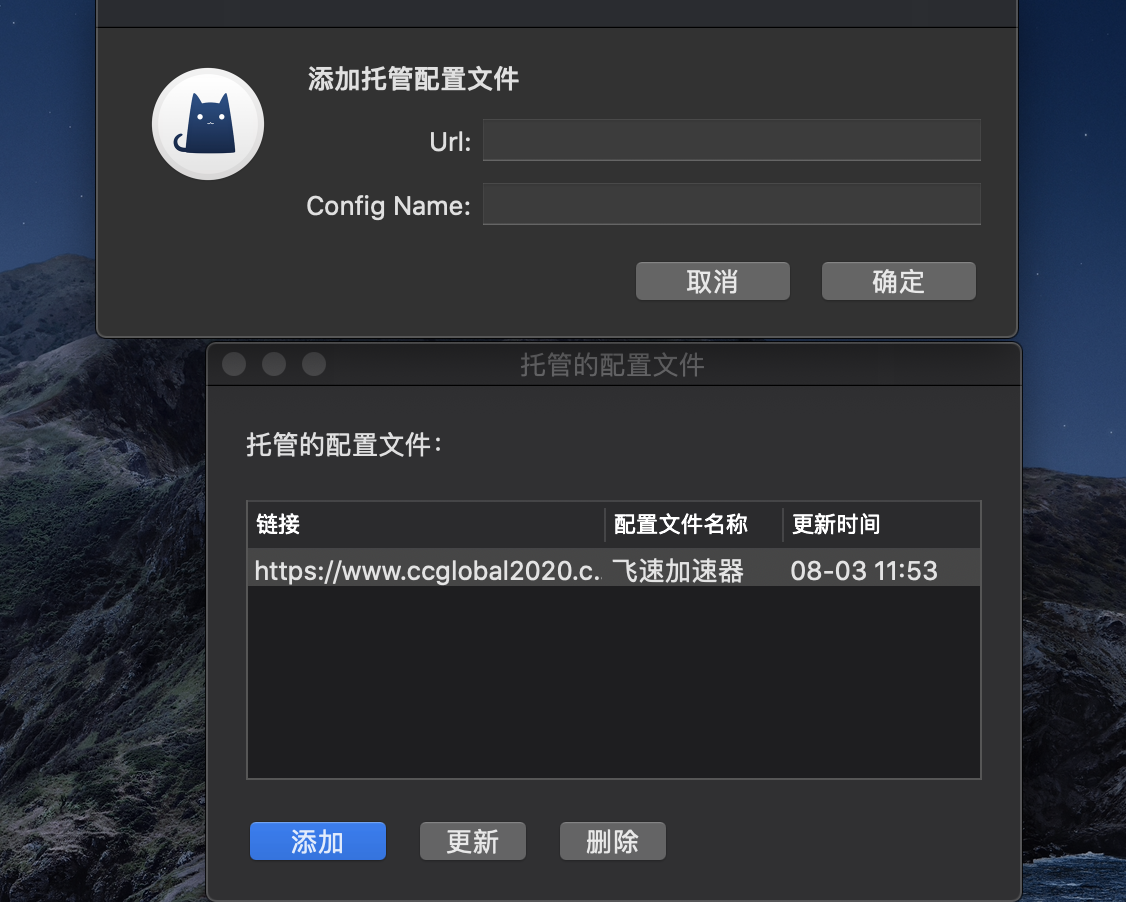 添加托管配置文件
Url:
Config Name:
取消 确定
托管的配置文件
托管的配置文件：
链接 配置文件名称 更新时间
https://www.ccglobal2020.c.. 飞速加速器 08-03 11:53
添加 更新 删除